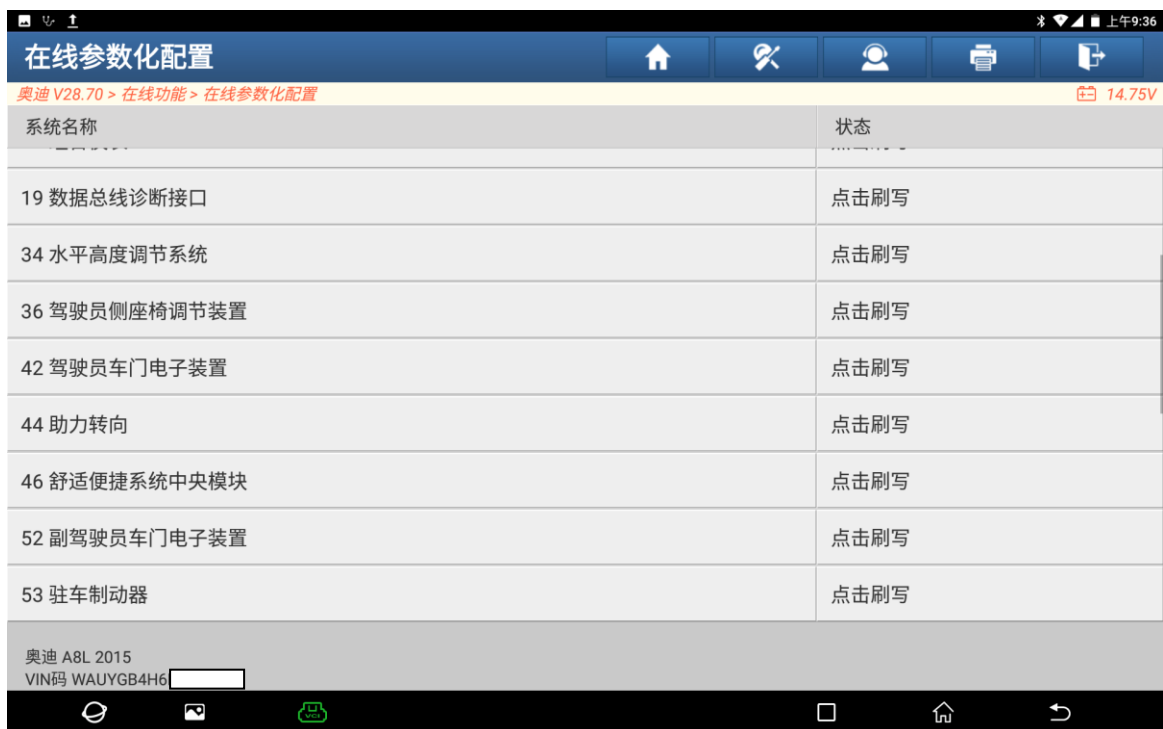 上午9:36
在线参数化配置
奥迪 V28.70 > 在线功能 > 在线参数化配置 14.75V
系统名称 状态
19 数据总线诊断接口 点击刷写
34 水平高度调节系统 点击刷写
36 驾驶员侧座椅调节装置 点击刷写
42 驾驶员车门电子装置 点击刷写
44 助力转向 点击刷写
46 舒适便捷系统中央模块 点击刷写
52 副驾驶员车门电子装置 点击刷写
53 驻车制动器 点击刷写
奥迪 A8L 2015
VIN码 WAUYGB4H6
VCI